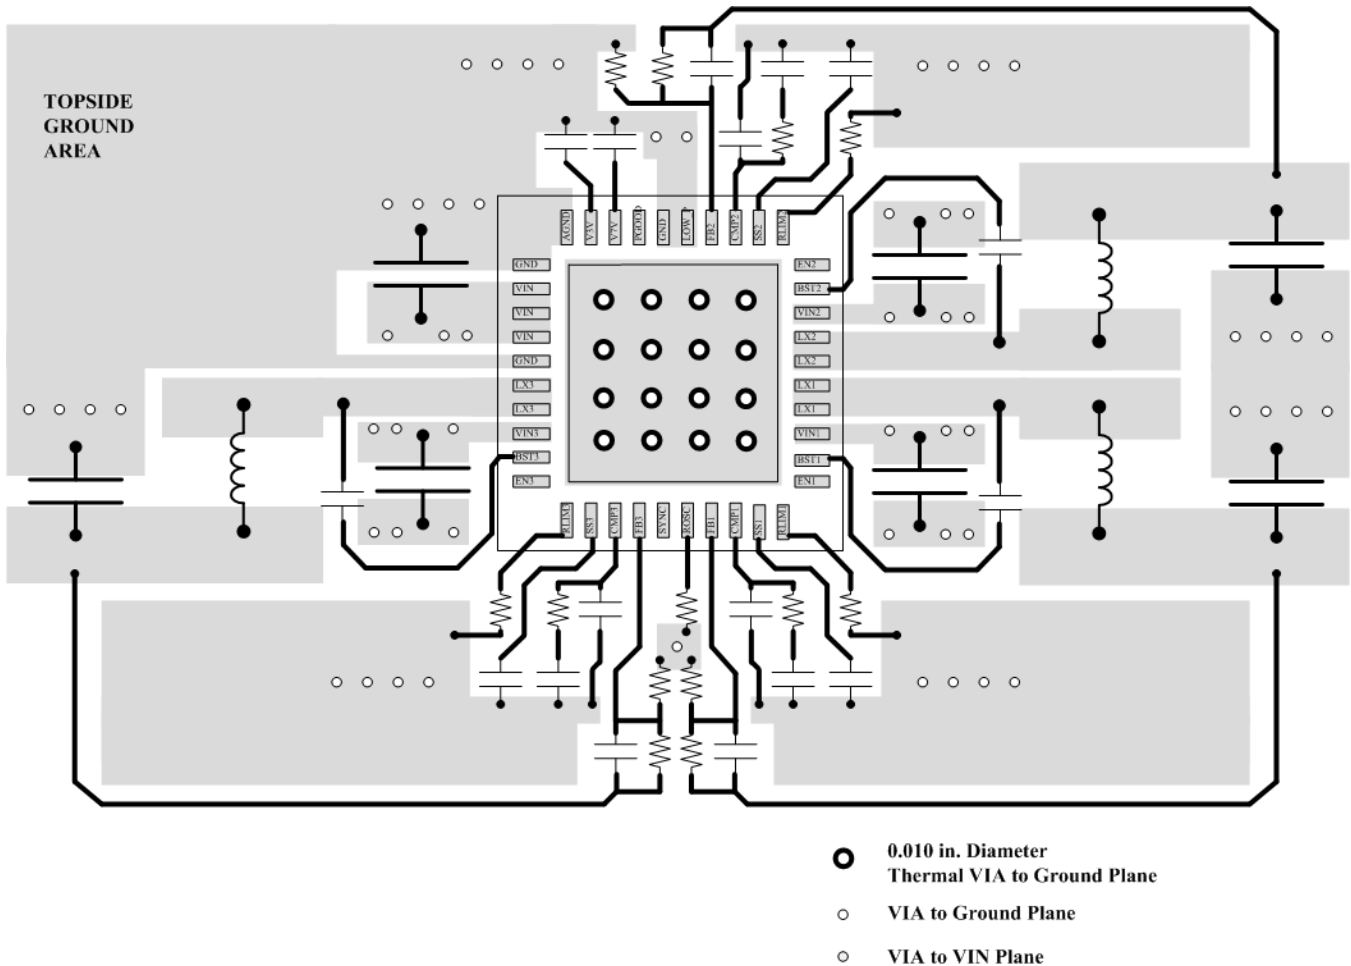 TOPSIDE
GROUND
AREA
AGND
V3V
V7V
PGOOD
GND
LOW_P
FB2
CMP2
SS2
RLIM2
GND
VIN
VIN
VIN
GND
LX3
LX3
VIN3
BST3
EN3
EN2
BST2
VIN2
LX2
LX2
LX1
LX1
VIN1
BST1
EN1
RLIM3
SS3
CMP3
FB3
SYNC
ROSC
FB1
CMP1
SS1
RLIM1
0.010 in. Diameter
Thermal VIA to Ground Plane
VIA to Ground Plane
VIA to VIN Plane